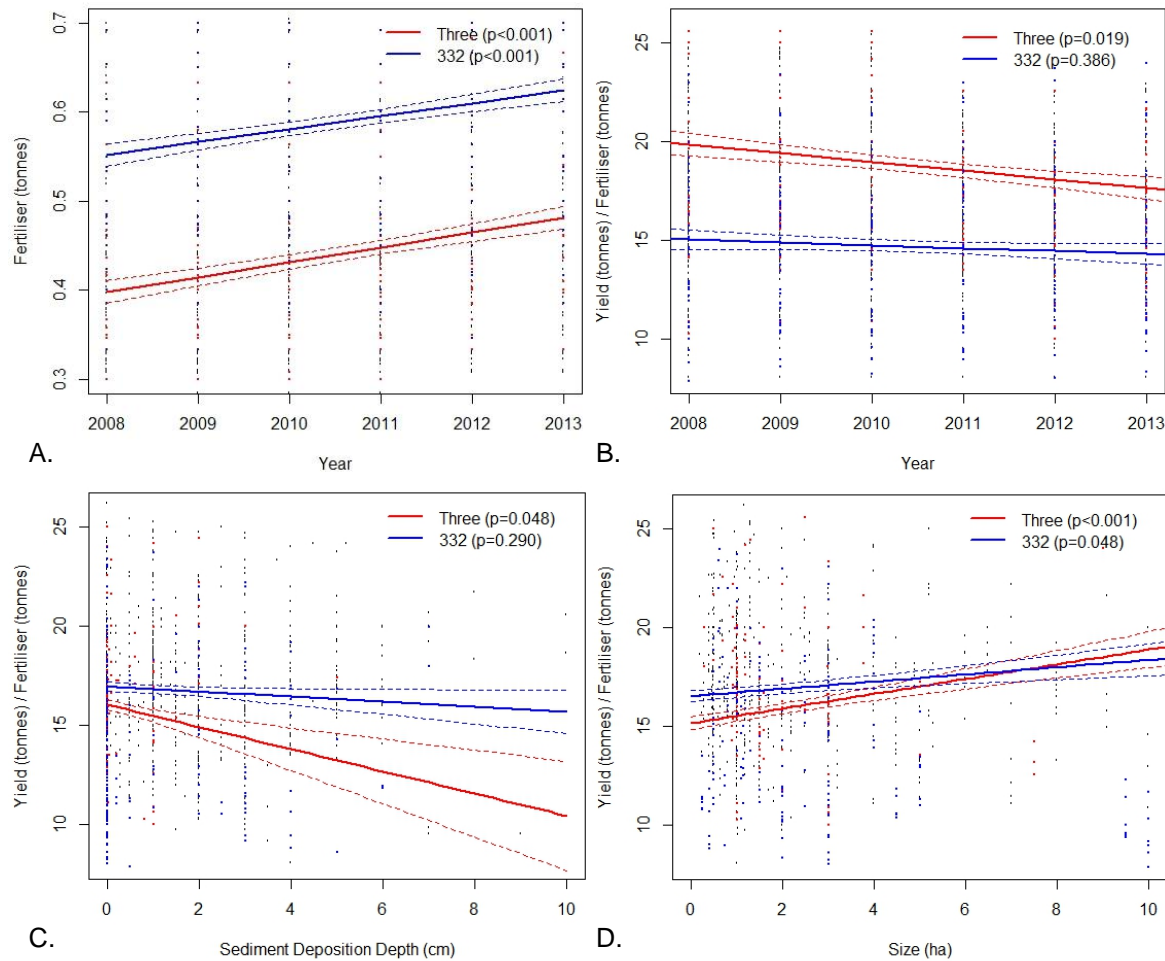 Three (p<0.001)
332 (p<0.001)
Fertiliser (tonnes)
0.7
0.6
0.5
0.4
0.3
2008 2009 2010 2011 2012 2013
A.
Year
Three (p=0.019)
332 (p=0.386)
Yield (tonnes) / Fertiliser (tonnes)
25
20
15
10
2008 2009 2010 2011 2012 2013
B.
Year
Three (p=0.048)
332 (p=0.290)
Yield (tonnes) / Fertiliser (tonnes)
25
20
15
10
0 2 4 6 8 10
C.
Sediment Deposition Depth (cm)
Three (p<0.001)
332 (p=0.048)
Yield (tonnes) / Fertiliser (tonnes)
25
20
15
10
0 2 4 6 8 10
D.
Size (ha)